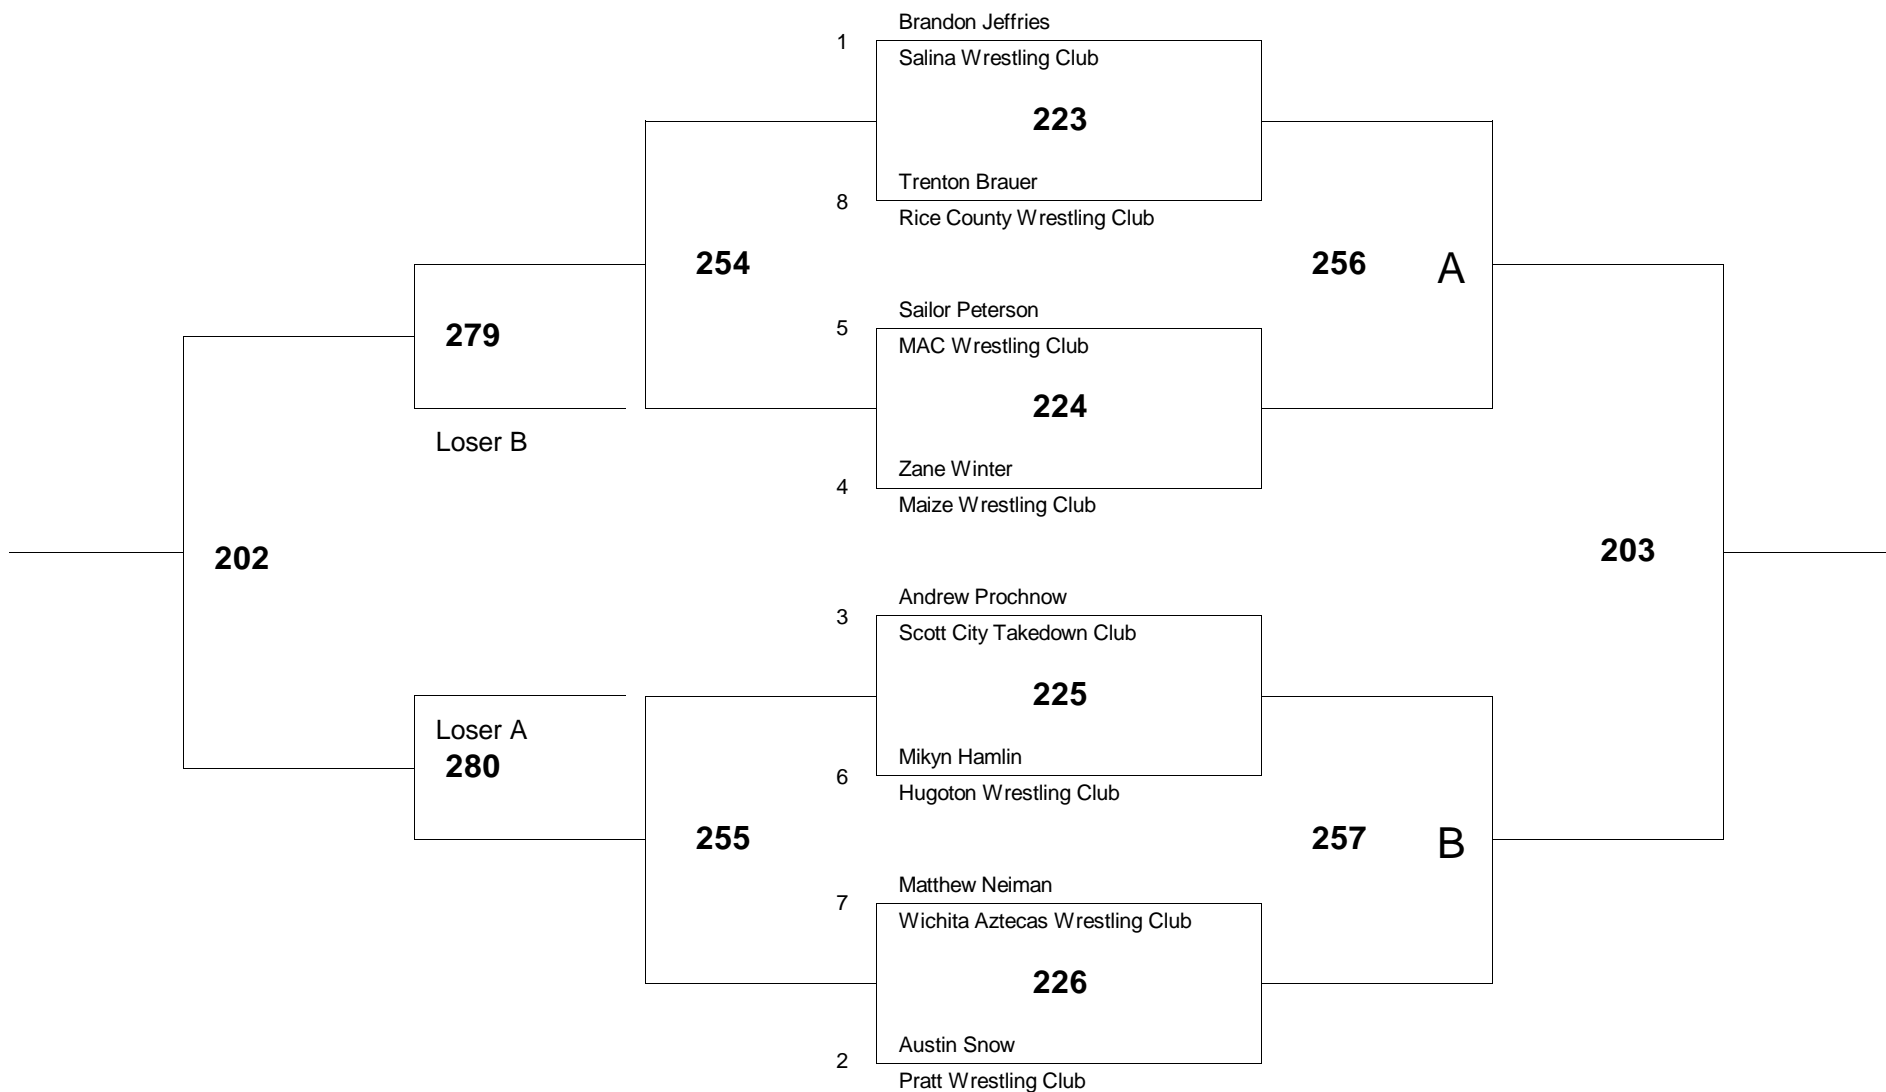 Brandon Jeffries
1
Salina Wrestling Club
223
Trenton Brauer
8
Rice County Wrestling Club
254
256
A
Sailor Peterson
5
279
MAC Wrestling Club
224
Loser B
Zane Winter
4
Maize Wrestling Club
202
203
Andrew Prochnow
3
Scott City Takedown Club
225
Loser A
280
Mikyn Hamlin
6
Hugoton Wrestling Club
255
257
B
Matthew Neiman
7
Wichita Aztecas Wrestling Club
226
Austin Snow
2
Pratt Wrestling Club